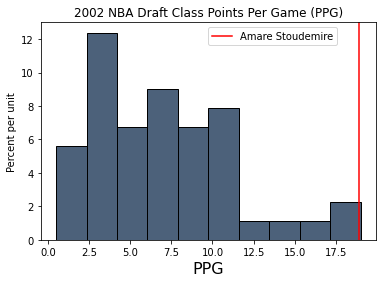 2002 NBA Draft Class Points Per Game (PPG)
Amare Stoudemire
Percent per unit
12
10
8
6
4
2
0
0.0 2.5 5.0 7.5 10.0 12.5 15.0 17.5
PPG